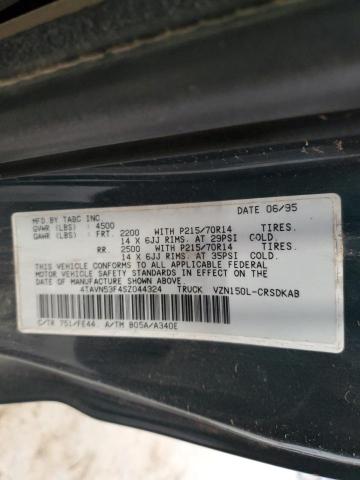 MFD BY TABC INC. DATE 06/95
GVWR (LBS): 4500
GAWR (LBS): FRT. 2200 WITH P215/70R14 TIRES.
14 X 6JJ RIMS. AT 29PSI COLD.
RR. 2500 WITH P215/70R14 TIRES.
14 X 6JJ RIMS. AT 35PSI COLD.
THIS VEHICLE CONFORMS TO ALL APPLICABLE FEDERAL
MOTOR VEHICLE SAFETY STANDARDS IN EFFECT
ON THE DATE OF MANUFACTURE SHOWN ABOVE.
4TAVN53F4SZ044324 TRUCK VZN150L-CRSDKAB
C/TR 751/FE44. A/TM B05A/A340E